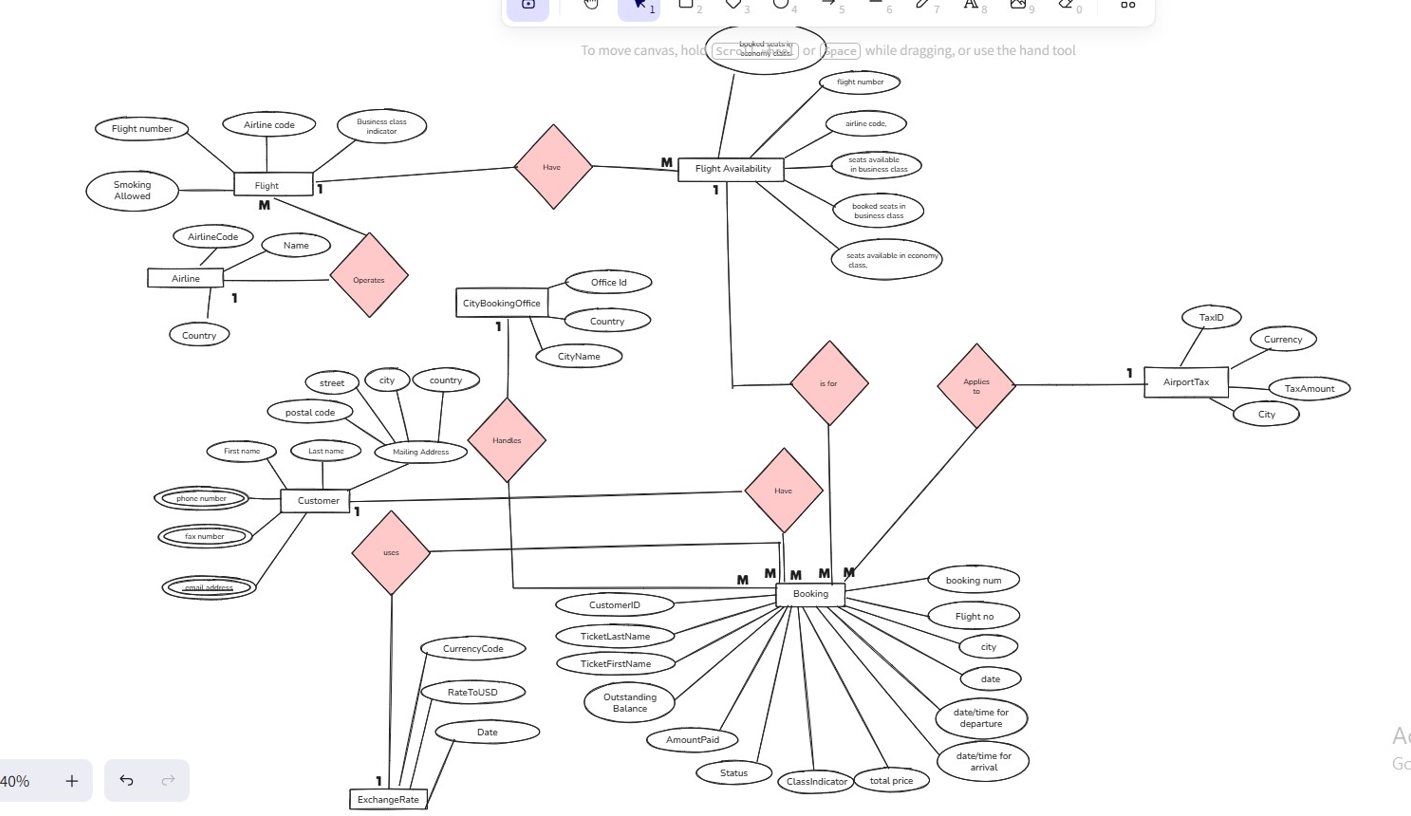 1
2
3
4
5
6
7
8
9
0
To move canvas, hold Scroll wheel or Space while dragging, or use the hand tool
booked seats in
economy class.
flight number
airline code,
seats available
in business class
booked seats in
business class
seats available in economy
class,
Flight number
Airline code
Business class
indicator
Smoking
Allowed
Flight
1
M
Have
M
Flight Availability
1
AirlineCode
Name
Airline
1
Country
Operates
CityBookingOffice
1
Office Id
Country
CityName
TaxID
Currency
TaxAmount
City
AirportTax
1
is for
Applies
to
street
city
country
postal code
Mailing Address
First name
Last name
phone number
fax number
email address
Customer
1
Handles
Have
uses
M
M
M
M
M
Booking
CustomerID
TicketLastName
TicketFirstName
Outstanding
Balance
AmountPaid
Status
ClassIndicator
total price
booking num
Flight no
city
date
date/time for
departure
date/time for
arrival
CurrencyCode
RateToUSD
Date
1
ExchangeRate
40%